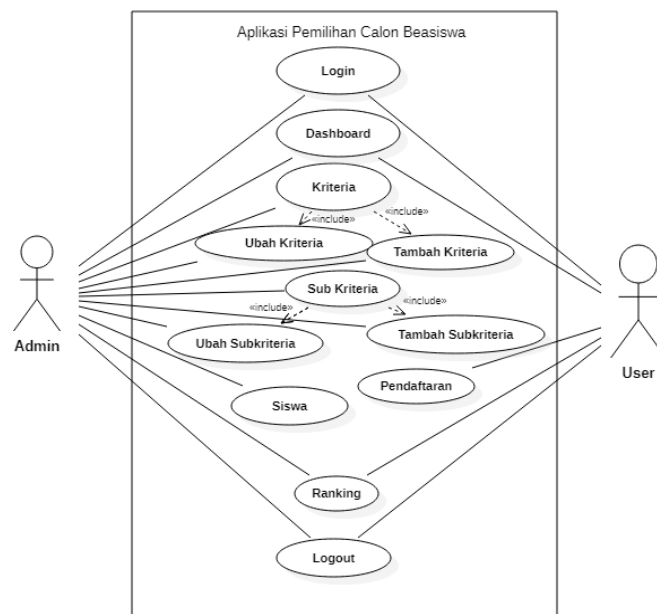 Aplikasi Pemilihan Calon Beasiswa
Login
Dashboard
Kriteria
«include»
«include»
Ubah Kriteria
Tambah Kriteria
Sub Kriteria
«include»
«include»
Ubah Subkriteria
Tambah Subkriteria
Admin
User
Pendaftaran
Siswa
Ranking
Logout